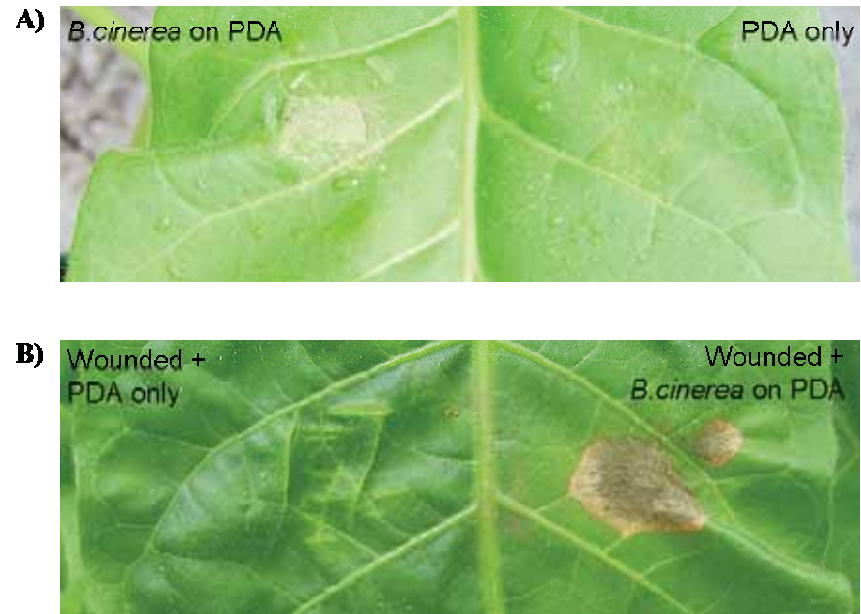 A)
B.cinerea on PDA
PDA only
B)
Wounded +
PDA only
Wounded +
B.cinerea on PDA